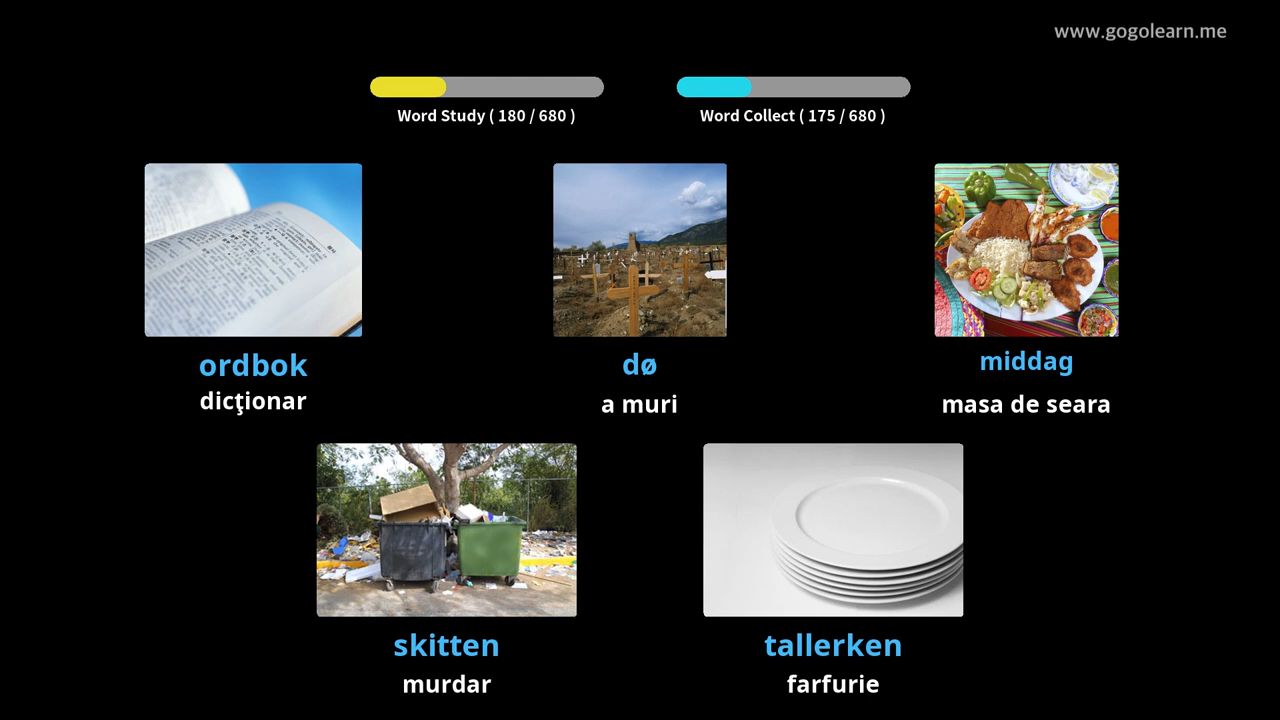 www.gogolearn.me
Word Study ( 180 / 680 )
Word Collect ( 175 / 680 )
ordbok
dicţionar
dø
a muri
middag
masa de seara
skitten
murdar
tallerken
farfurie